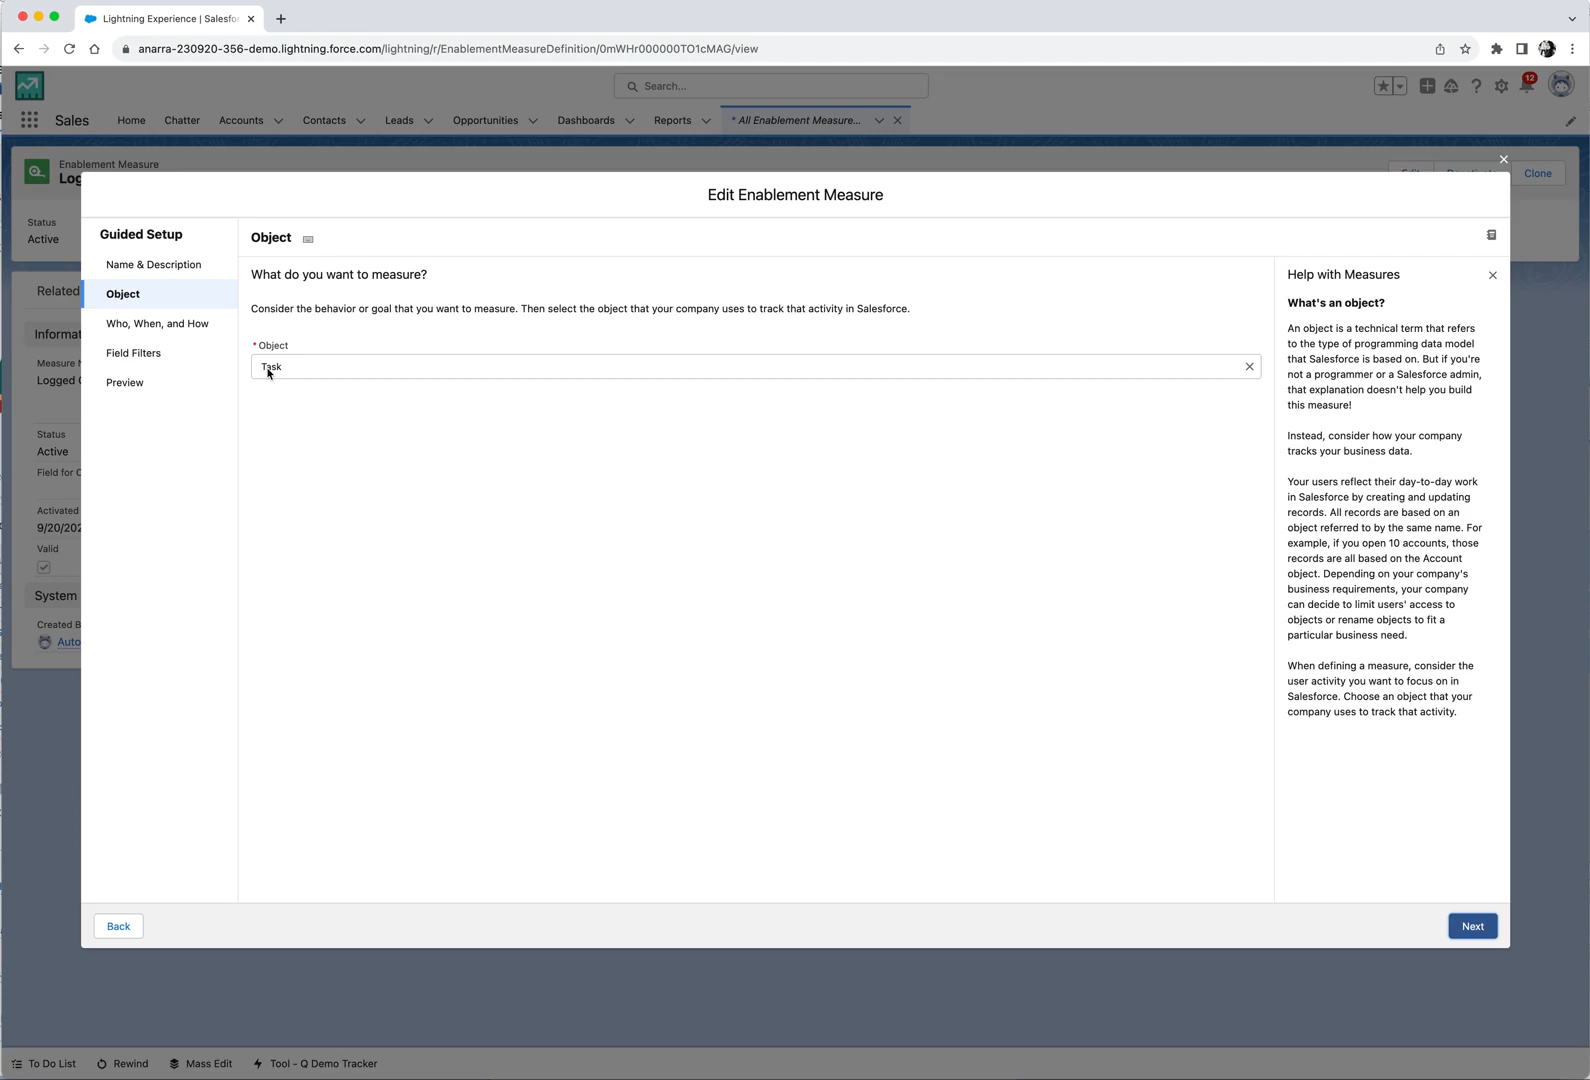 Lightning Experience | Salesfo
anarra-230920-356-demo.lightning.force.com/lightning/r/EnablementMeasureDefinition/0mWHr000000TO1cMAG/view
Search...
12
Sales
Home
Chatter
Accounts
Contacts
Leads
Opportunities
Dashboards
Reports
* All Enablement Measure...
Enablement Measure
Log
Clone
Status
Active
Related
Informat
Measure N
Logged C
Status
Active
Field for C
Activated
9/20/202
Valid
System
Created B
Auto
Edit Enablement Measure
Guided Setup
Name & Description
Object
Who, When, and How
Field Filters
Preview
Object
What do you want to measure?
Consider the behavior or goal that you want to measure. Then select the object that your company uses to track that activity in Salesforce.
* Object
Task
Help with Measures
What's an object?
An object is a technical term that refers
to the type of programming data model
that Salesforce is based on. But if you're
not a programmer or a Salesforce admin,
that explanation doesn't help you build
this measure!
Instead, consider how your company
tracks your business data.
Your users reflect their day-to-day work
in Salesforce by creating and updating
records. All records are based on an
object referred to by the same name. For
example, if you open 10 accounts, those
records are all based on the Account
object. Depending on your company's
business requirements, your company
can decide to limit users' access to
objects or rename objects to fit a
particular business need.
When defining a measure, consider the
user activity you want to focus on in
Salesforce. Choose an object that your
company uses to track that activity.
Back
Next
To Do List
Rewind
Mass Edit
Tool - Q Demo Tracker